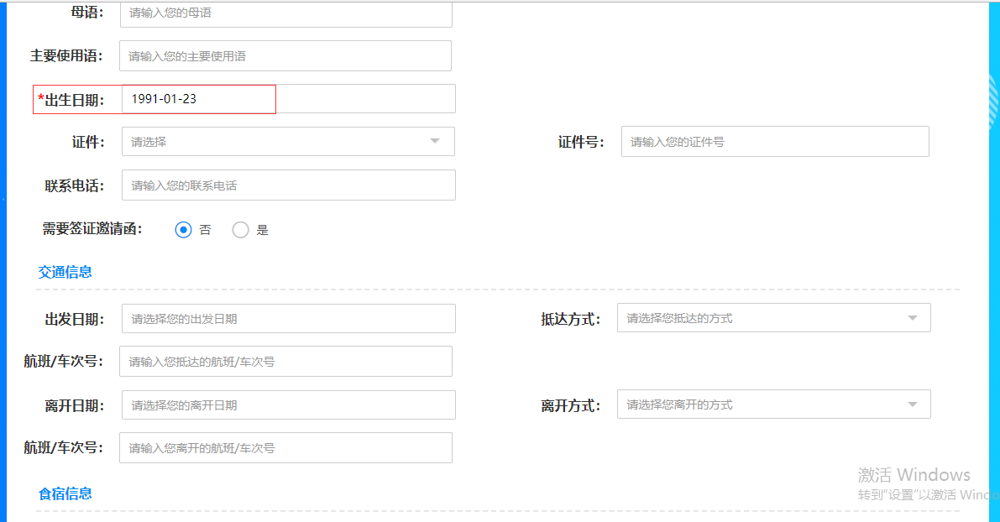 母语： 请输入您的母语
主要使用语： 请输入您的主要使用语
*出生日期： 1991-01-23
证件： 请选择 证件号： 请输入您的证件号
联系电话： 请输入您的联系电话
需要签证邀请函： 否 是
交通信息
出发日期： 请选择您的出发日期 抵达方式： 请选择您抵达的方式
航班/车次号： 请输入您抵达的航班/车次号
离开日期： 请选择您的离开日期 离开方式： 请选择您离开的方式
航班/车次号： 请输入您离开的航班/车次号
激活 Windows
转到"设置"以激活 Windo
食宿信息